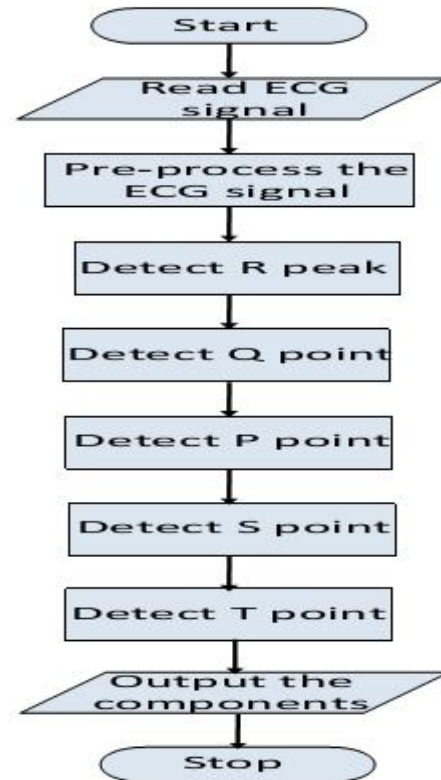 Start
Read ECG
signal
Pre-process the
ECG signal
Detect R peak
Detect Q point
Detect P point
Detect S point
Detect T point
Output the
components
Stop